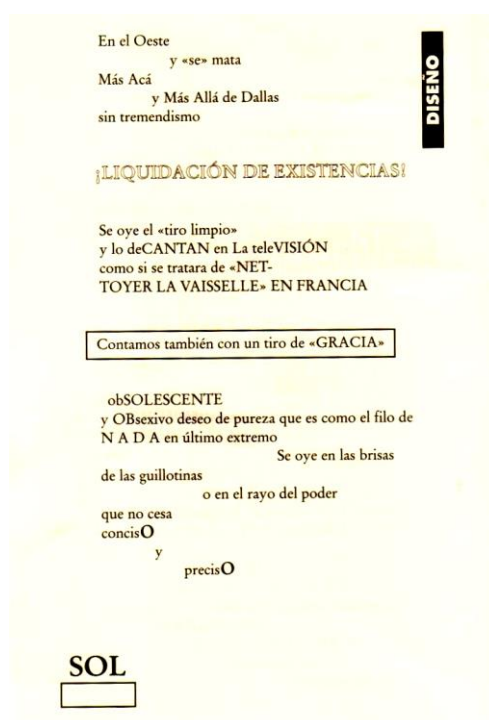 DISEÑO
En el Oeste
y «se» mata
Más Acá
y Más Allá de Dallas
sin tremendismo
¡LIQUIDACIÓN DE EXISTENCIAS!
Se oye el «tiro limpio»
y lo deCANTAN en La teleVISIÓN
como si se tratara de «NET-
TOYER LA VAISSELLE» EN FRANCIA
Contamos también con un tiro de «GRACIA»
obSOLESCENTE
y OBsexivo deseo de pureza que es como el filo de
N A D A en último extremo
Se oye en las brisas
de las guillotinas
o en el rayo del poder
que no cesa
concisO
y
precisO
SOL